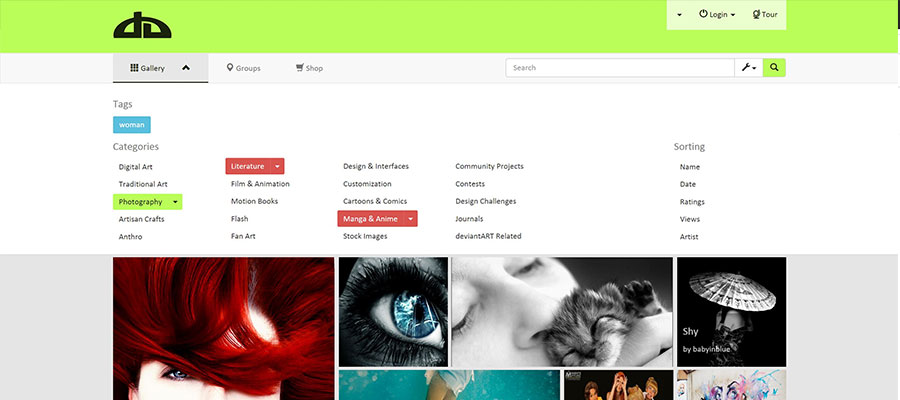 Login
Tour
Gallery
Groups
Shop
Search
Tags
woman
Categories
Sorting
Digital Art
Literature
Design & Interfaces
Community Projects
Name
Traditional Art
Film & Animation
Customization
Contests
Date
Photography
Motion Books
Cartoons & Comics
Design Challenges
Ratings
Artisan Crafts
Flash
Manga & Anime
Journals
Views
Anthro
Fan Art
Stock Images
deviantART Related
Artist
Shy
by babyinblue